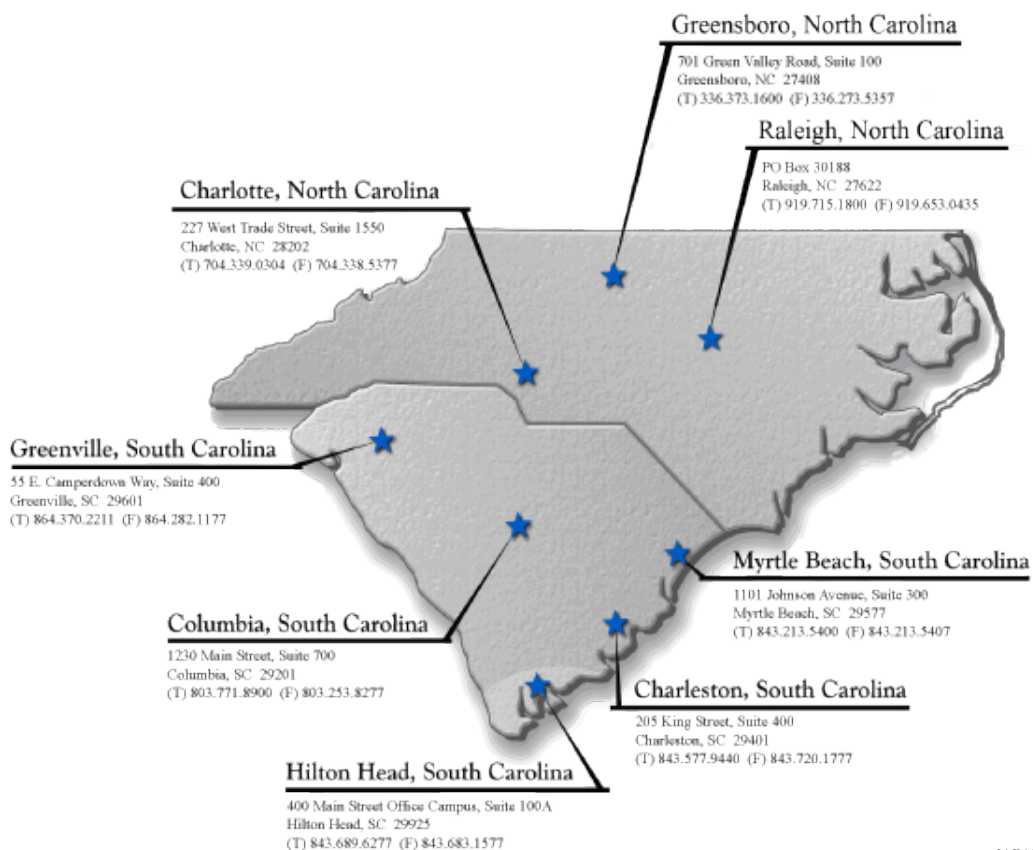 Greensboro, North Carolina
701 Green Valley Road, Suite 100
Greensboro, NC 27408
(T) 336.373.1600 (F) 336.273.5357
Raleigh, North Carolina
PO Box 30188
Raleigh, NC 27622
(T) 919.715.1800 (F) 919.653.0435
Charlotte, North Carolina
227 West Trade Street, Suite 1550
Charlotte, NC 28202
(T) 704.339.0304 (F) 704.338.5377
Greenville, South Carolina
55 E. Camperdown Way, Suite 400
Greenville, SC 29601
(T) 864.370.2211 (F) 864.282.1177
Myrtle Beach, South Carolina
1101 Johnson Avenue, Suite 300
Myrtle Beach, SC 29577
(T) 843.213.5400 (F) 843.213.5407
Columbia, South Carolina
1230 Main Street, Suite 700
Columbia, SC 29201
(T) 803.771.8900 (F) 803.253.8277
Charleston, South Carolina
205 King Street, Suite 400
Charleston, SC 29401
(T) 843.577.9440 (F) 843.720.1777
Hilton Head, South Carolina
400 Main Street Office Campus, Suite 100A
Hilton Head, SC 29925
(T) 843.689.6277 (F) 843.683.1577